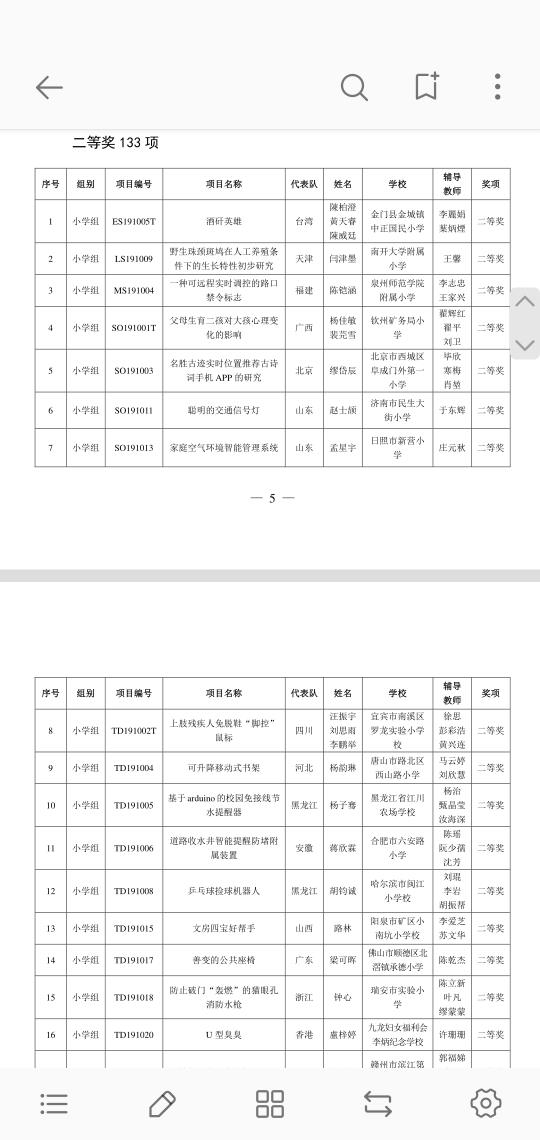 二等奖 133 项
序号 组别 项目编号 项目名称 代表队 姓名 学校 辅导教师 奖项
1 小学组 ES191005T 酒矸英雄 台湾 陳柏澄 黄天睿 陳威廷 金门县金城镇中正国民小学 李麗娟 葉炳煙 二等奖
2 小学组 LS191009 野生珠颈斑鸠在人工养殖条件下的生长特性初步研究 天津 闫津墨 南开大学附属小学 王馨 二等奖
3 小学组 MS191004 一种可远程实时调控的路口禁令标志 福建 陈铠涵 泉州师范学院附属小学 李志忠 王家兴 二等奖
4 小学组 SO191001T 父母生育二孩对大孩心理变化的影响 广西 杨佳敏 裴芫雪 钦州矿务局小学 翟辉红 翟平 刘卫 二等奖
5 小学组 SO191003 名胜古迹实时位置推荐古诗词手机 APP 的研究 北京 缪岱辰 北京市西城区阜成门外第一小学 毕欣 寒梅 肖堃 二等奖
6 小学组 SO191011 聪明的交通信号灯 山东 赵士颉 济南市民生大街小学 于东辉 二等奖
7 小学组 SO191013 家庭空气环境智能管理系统 山东 孟星宇 日照市新营小学 庄元秋 二等奖
— 5 —
序号 组别 项目编号 项目名称 代表队 姓名 学校 辅导教师 奖项
8 小学组 TD191002T 上肢残疾人免脱鞋“脚控”鼠标 四川 汪振宇 刘思雨 李鹏举 宜宾市南溪区罗龙实验小学校 徐思 彭彩浩 黄兴连 二等奖
9 小学组 TD191004 可升降移动式书架 河北 杨韵琳 唐山市路北区西山路小学 马云婷 刘欣慧 二等奖
10 小学组 TD191005 基于 arduino 的校园免接线节水提醒器 黑龙江 杨子骞 黑龙江省江川农场学校 杨治 甄晶莹 汝海深 二等奖
11 小学组 TD191006 道路收水井智能提醒防堵附属装置 安徽 蒋欣霖 合肥市六安路小学 陈瑶 阮少孺 沈芳 二等奖
12 小学组 TD191008 乒乓球捡球机器人 黑龙江 胡钧诚 哈尔滨市闽江小学校 刘琨 李岩 胡振帮 二等奖
13 小学组 TD191015 文房四宝好帮手 山西 路林 阳泉市矿区小南坑小学校 李爱芝 苏文华 二等奖
14 小学组 TD191017 善变的公共座椅 广东 梁可晖 佛山市顺德区北滘镇承德小学 陈乾杰 二等奖
15 小学组 TD191018 防止破门“轰燃”的猫眼孔消防水枪 浙江 钟心 瑞安市实验小学 陈立新 叶凡 缪蒙蒙 二等奖
16 小学组 TD191020 U 型臭臭 香港 盧梓婷 九龙妇女福利会李炳纪念学校 许珊珊 二等奖
赣州市滨江第 郭福娣